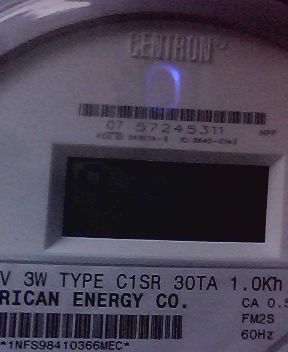 CENTRON
07 57245311
V 3W TYPE C1SR 30TA 1.0Kh
RICAN ENERGY CO.
CA 0.5
FM2S
60Hz
*1NFS98410366MEC*